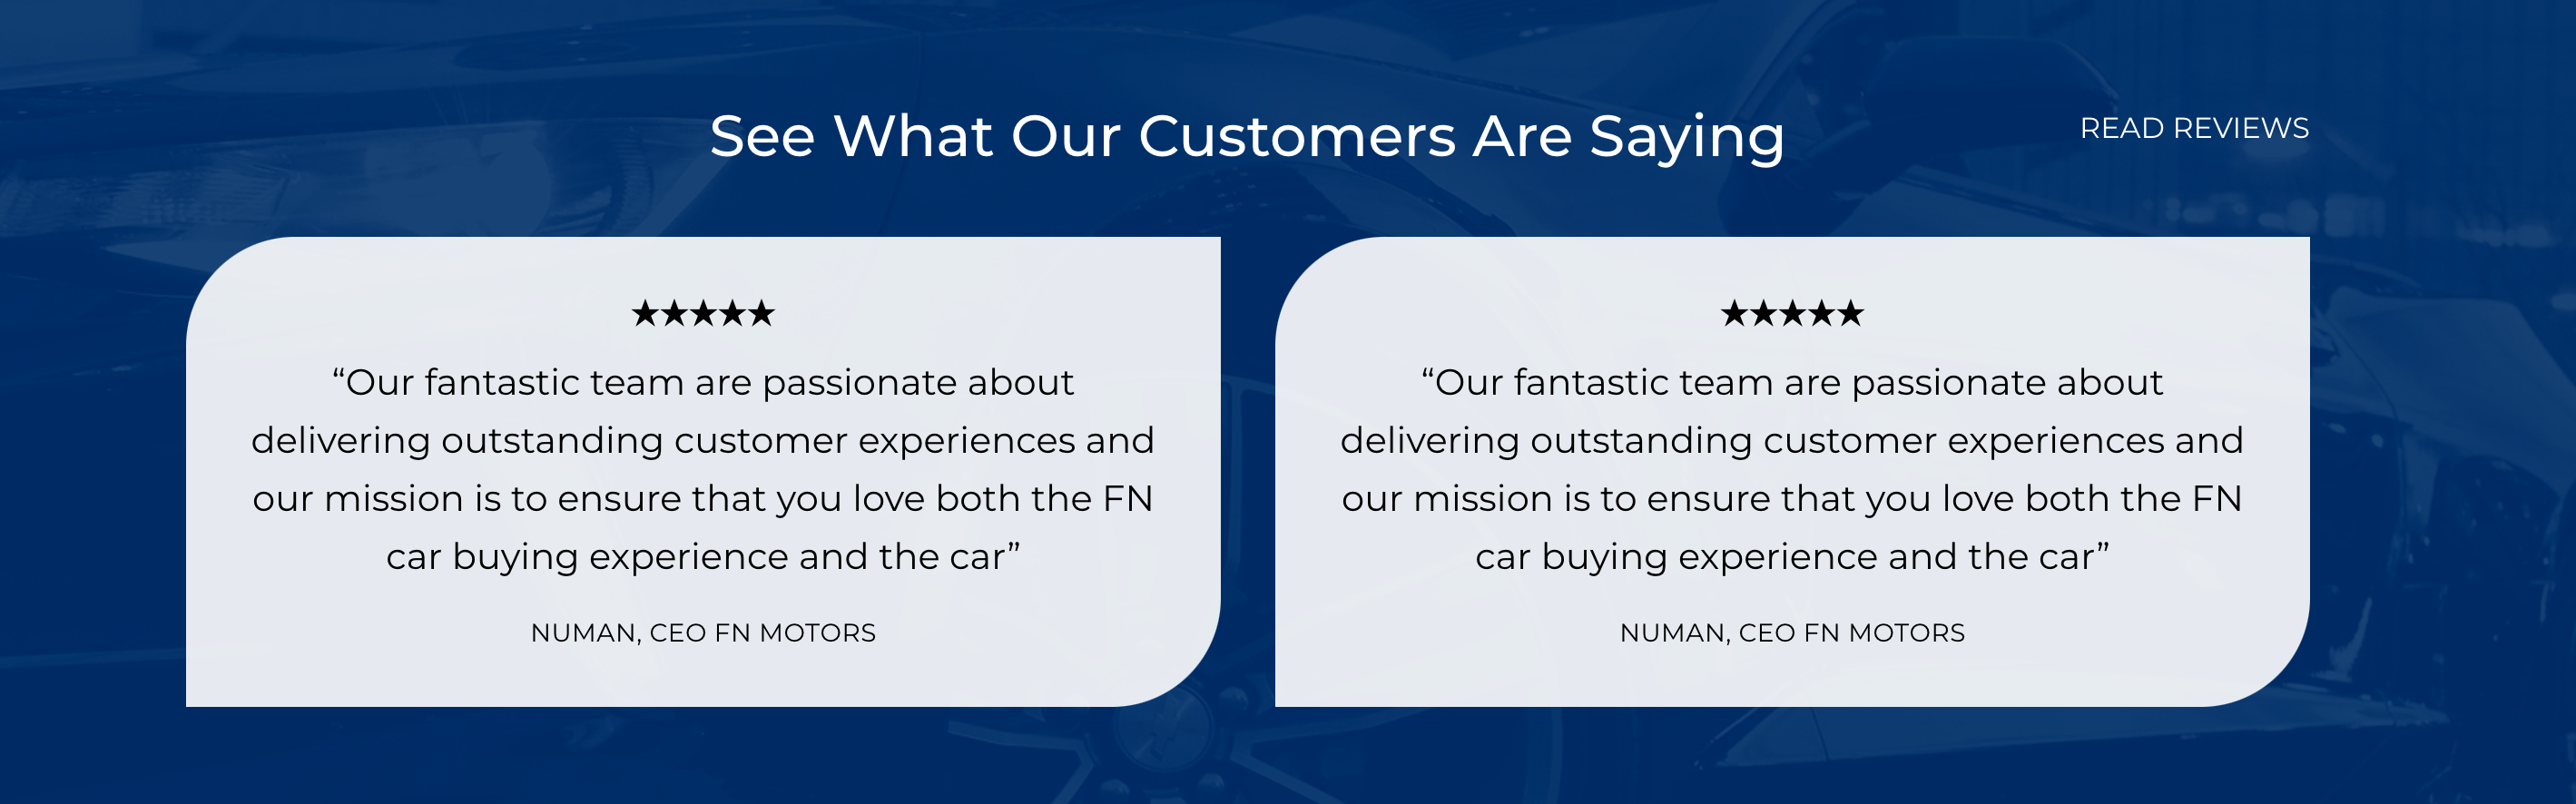 See What Our Customers Are Saying
READ REVIEWS
★★★★★
“Our fantastic team are passionate about
delivering outstanding customer experiences and
our mission is to ensure that you love both the FN
car buying experience and the car”
NUMAN, CEO FN MOTORS
★★★★★
“Our fantastic team are passionate about
delivering outstanding customer experiences and
our mission is to ensure that you love both the FN
car buying experience and the car”
NUMAN, CEO FN MOTORS